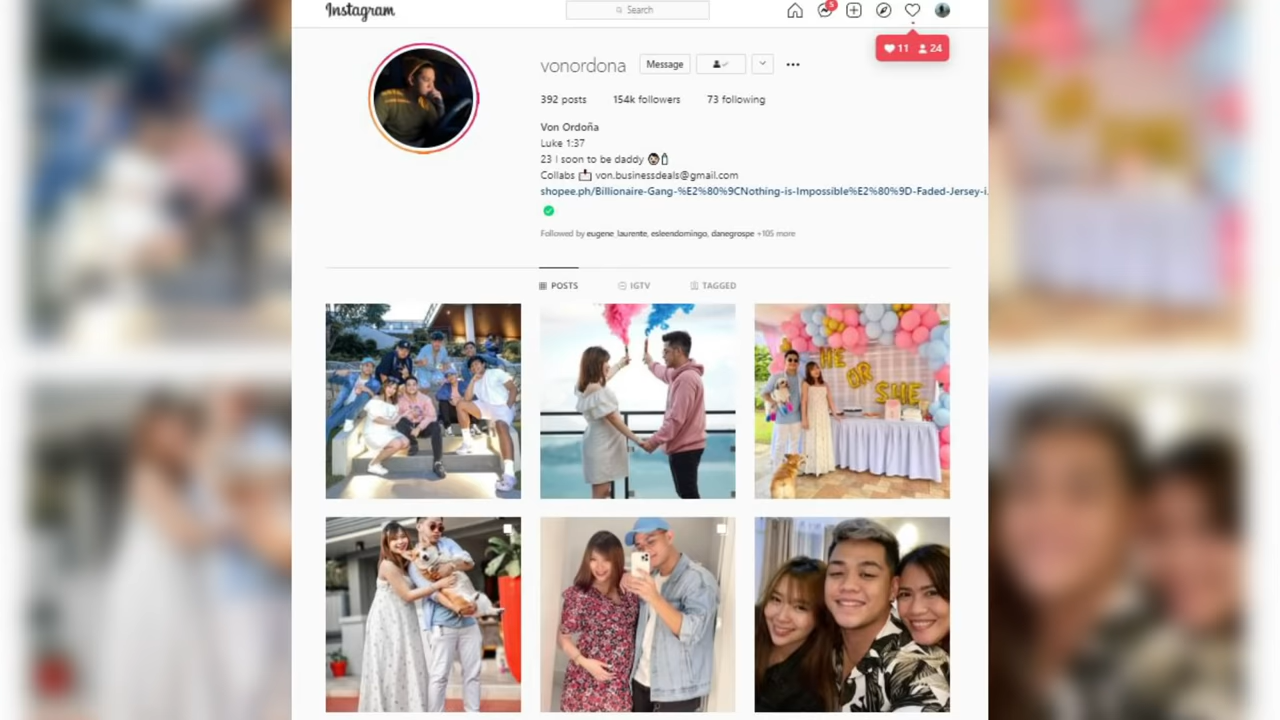 Instagram
Search
5
11 24
vonordona Message
392 posts 154k followers 73 following
Von Ordoña
Luke 1:37
23 I soon to be daddy
Collabs von.businessdeals@gmail.com
shopee.ph/Billionaire-Gang-%E2%80%9CNothing-is-Impossible%E2%80%9D-Faded-Jersey-i.
Followed by eugene_laurente, esleendomingo, danegrospe +105 more
POSTS IGTV TAGGED
HE
OR
SHE